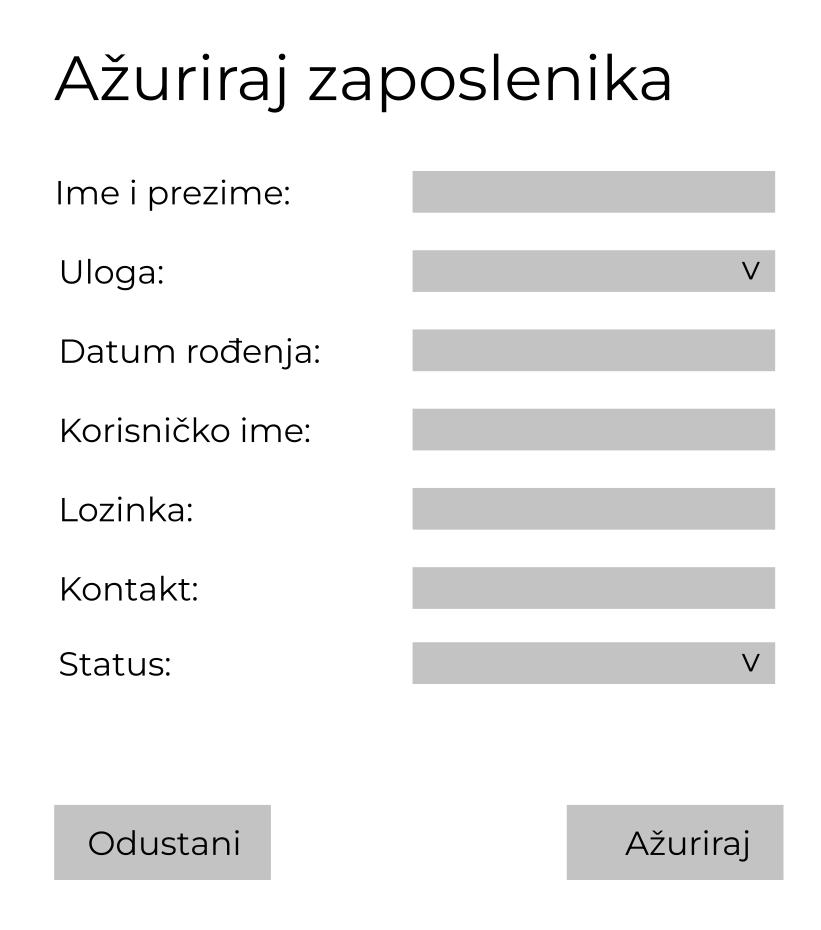 Ažuriraj zaposlenika
Ime i prezime:
Uloga: V
Datum rođenja:
Korisničko ime:
Lozinka:
Kontakt:
Status: V
Odustani Ažuriraj